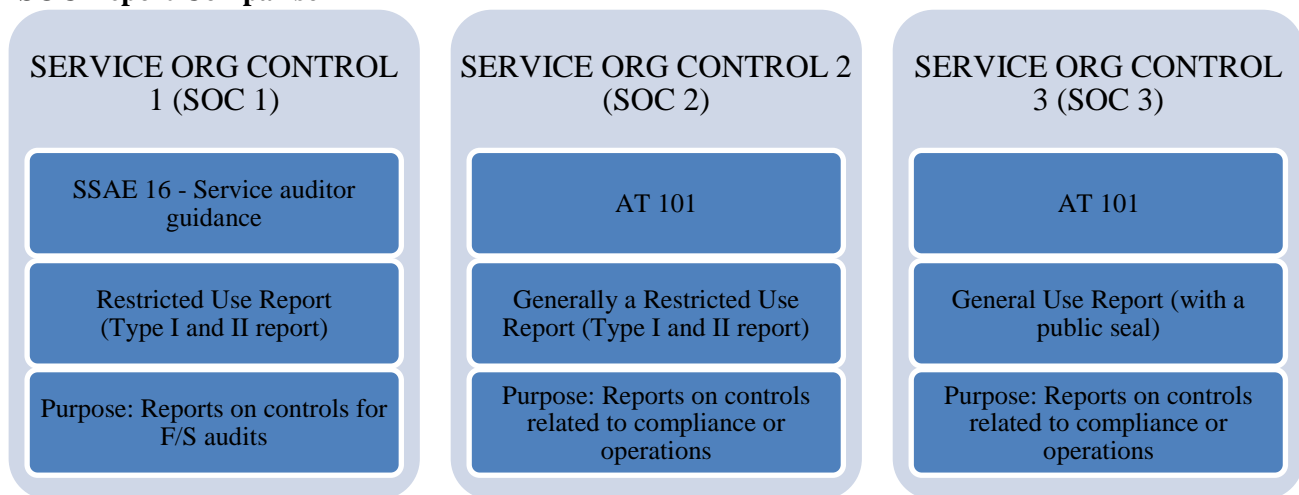 SERVICE ORG CONTROL
1 (SOC 1)
SSAE 16 - Service auditor
guidance
Restricted Use Report
(Type I and II report)
Purpose: Reports on controls for
F/S audits
SERVICE ORG CONTROL 2
(SOC 2)
AT 101
Generally a Restricted Use
Report (Type I and II report)
Purpose: Reports on controls
related to compliance or
operations
SERVICE ORG CONTROL
3 (SOC 3)
AT 101
General Use Report (with a
public seal)
Purpose: Reports on controls
related to compliance or
operations